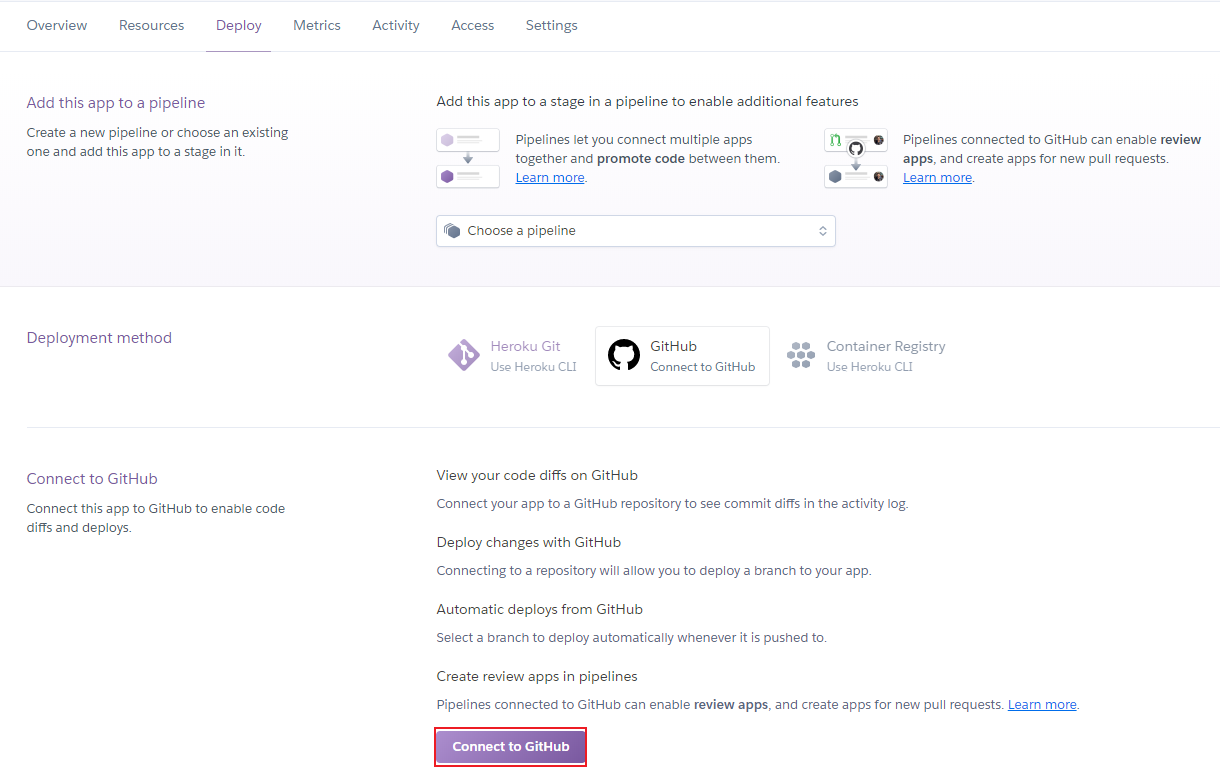 Overview
Resources
Deploy
Metrics
Activity
Access
Settings
Add this app to a pipeline
Create a new pipeline or choose an existing
one and add this app to a stage in it.
Add this app to a stage in a pipeline to enable additional features
Pipelines let you connect multiple apps
together and promote code between them.
Learn more.
Pipelines connected to GitHub can enable review
apps, and create apps for new pull requests.
Learn more.
Choose a pipeline
Deployment method
Heroku Git
Use Heroku CLI
GitHub
Connect to GitHub
Container Registry
Use Heroku CLI
Connect to GitHub
Connect this app to GitHub to enable code
diffs and deploys.
View your code diffs on GitHub
Connect your app to a GitHub repository to see commit diffs in the activity log.
Deploy changes with GitHub
Connecting to a repository will allow you to deploy a branch to your app.
Automatic deploys from GitHub
Select a branch to deploy automatically whenever it is pushed to.
Create review apps in pipelines
Pipelines connected to GitHub can enable review apps, and create apps for new pull requests. Learn more.
Connect to GitHub